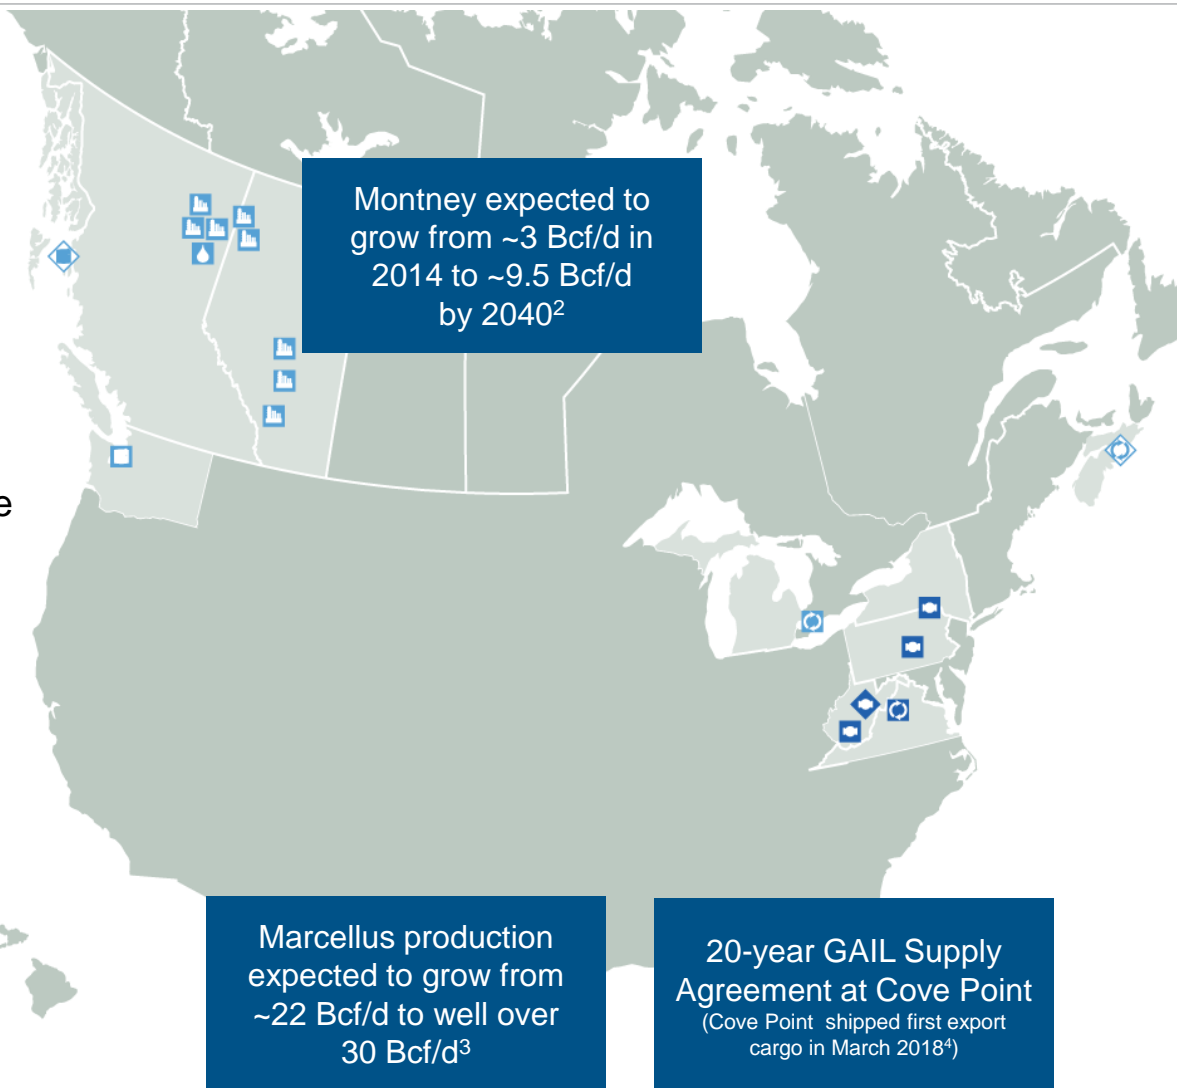 Montney expected to
grow from ~3 Bcf/d in
2014 to ~9.5 Bcf/d
by 2040²
e
Marcellus production
expected to grow from
~22 Bcf/d to well over
30 Bcf/d³
20-year GAIL Supply
Agreement at Cove Point
(Cove Point shipped first export
cargo in March 2018⁴)